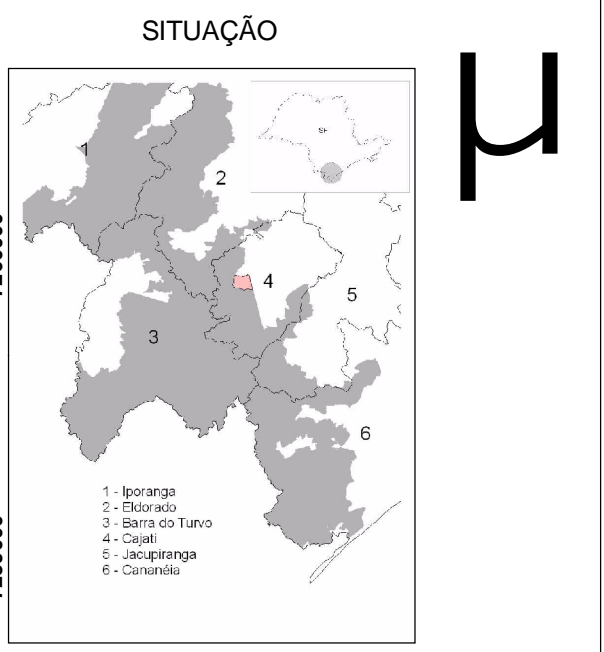 SITUAÇÃO
µ
SP
1
2
4
5
3
6
1 - Iporanga
2 - Eldorado
3 - Barra do Turvo
4 - Cajati
5 - Jacupiranga
6 - Cananéia